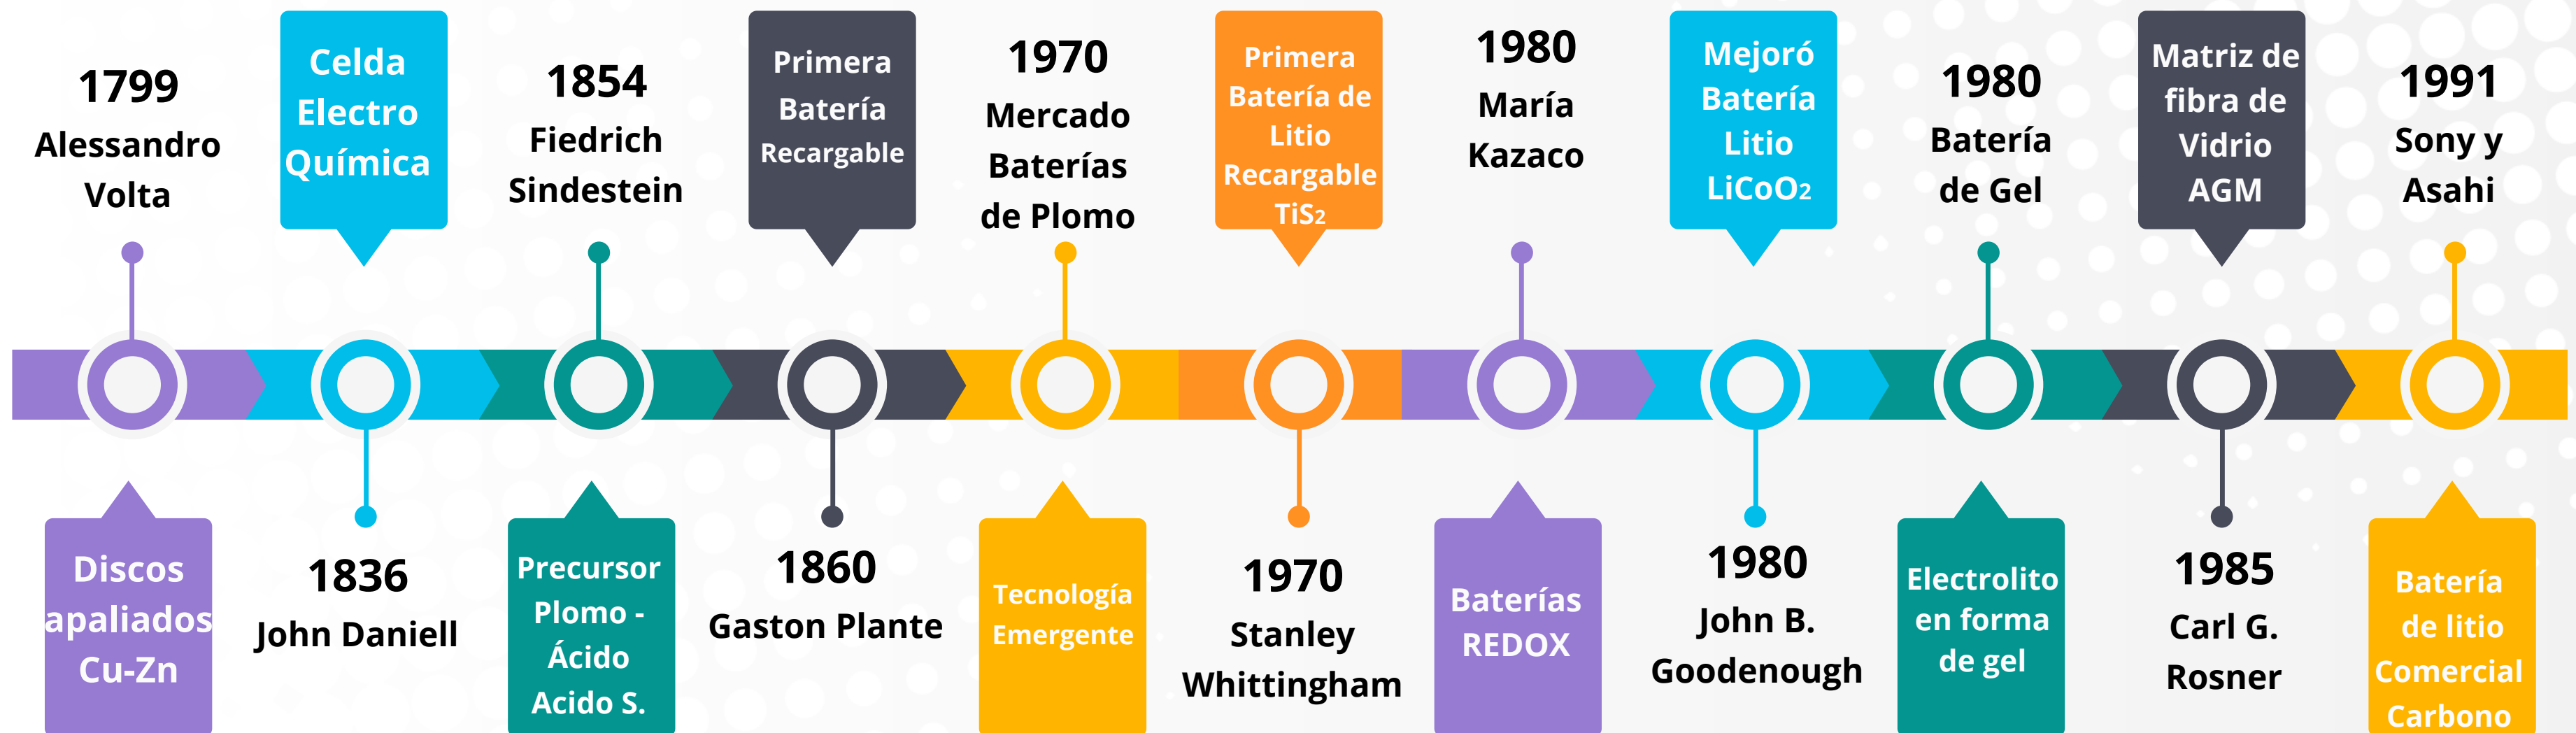 1799
Alessandro
Volta
Discos
apaliados
Cu-Zn
Celda
Electro
Química
1836
John Daniell
1854
Fiedrich
Sindestein
Precursor
Plomo -
Ácido
Acido S.
Primera
Batería
Recargable
1860
Gaston Plante
1970
Mercado
Baterías
de Plomo
Tecnología
Emergente
Primera
Batería de
Litio
Recargable
TiS2
1970
Stanley
Whittingham
1980
María
Kazaco
Baterías
REDOX
Mejoró
Batería
Litio
LiCoO2
1980
John B.
Goodenough
1980
Batería
de Gel
Electrolito
en forma
de gel
Matriz de
fibra de
Vidrio
AGM
1985
Carl G.
Rosner
1991
Sony y
Asahi
Batería
de litio
Comercial
Carbono